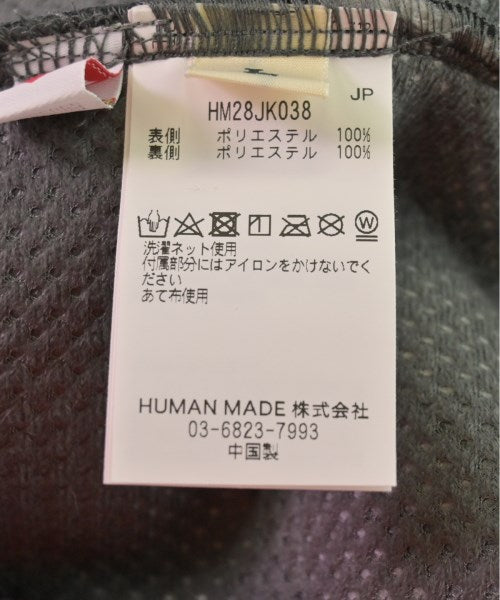 JP
HM28JK038
表側 ポリエステル 100%
裏側 ポリエステル 100%
洗濯ネット使用
付属部分にはアイロンをかけないでく
ださい
あて布使用
HUMAN MADE 株式会社
03-6823-7993
中国製